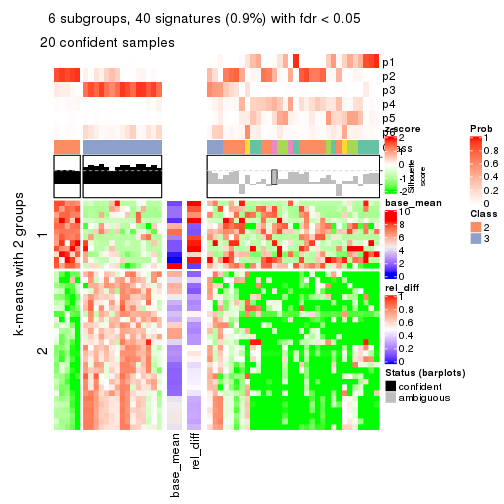 6 subgroups, 40 signatures (0.9%) with fdr < 0.05
20 confident samples
p1
p2
p3
p4
p5
p6
Class
k-means with 2 groups
1
2
base_mean
rel_diff
Silhouette
score
z-score
2
1
0
-1
-2
base_mean
10
8
6
4
2
0
rel_diff
1
0.8
0.6
0.4
0.2
0
Status (barplots)
confident
ambiguous
Prob
1
0.8
0.6
0.4
0.2
0
Class
2
3